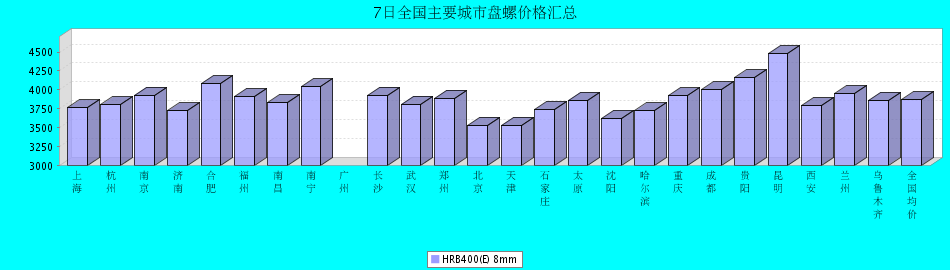 7日全国主要城市盘螺价格汇总
4500
4250
4000
3750
3500
3250
3000
上海
杭州
南京
济南
合肥
福州
南昌
南宁
广州
长沙
武汉
郑州
北京
天津
石家庄
太原
沈阳
哈尔滨
重庆
成都
贵阳
昆明
西安
兰州
乌鲁木齐
全国均价
HRB400(E) 8mm